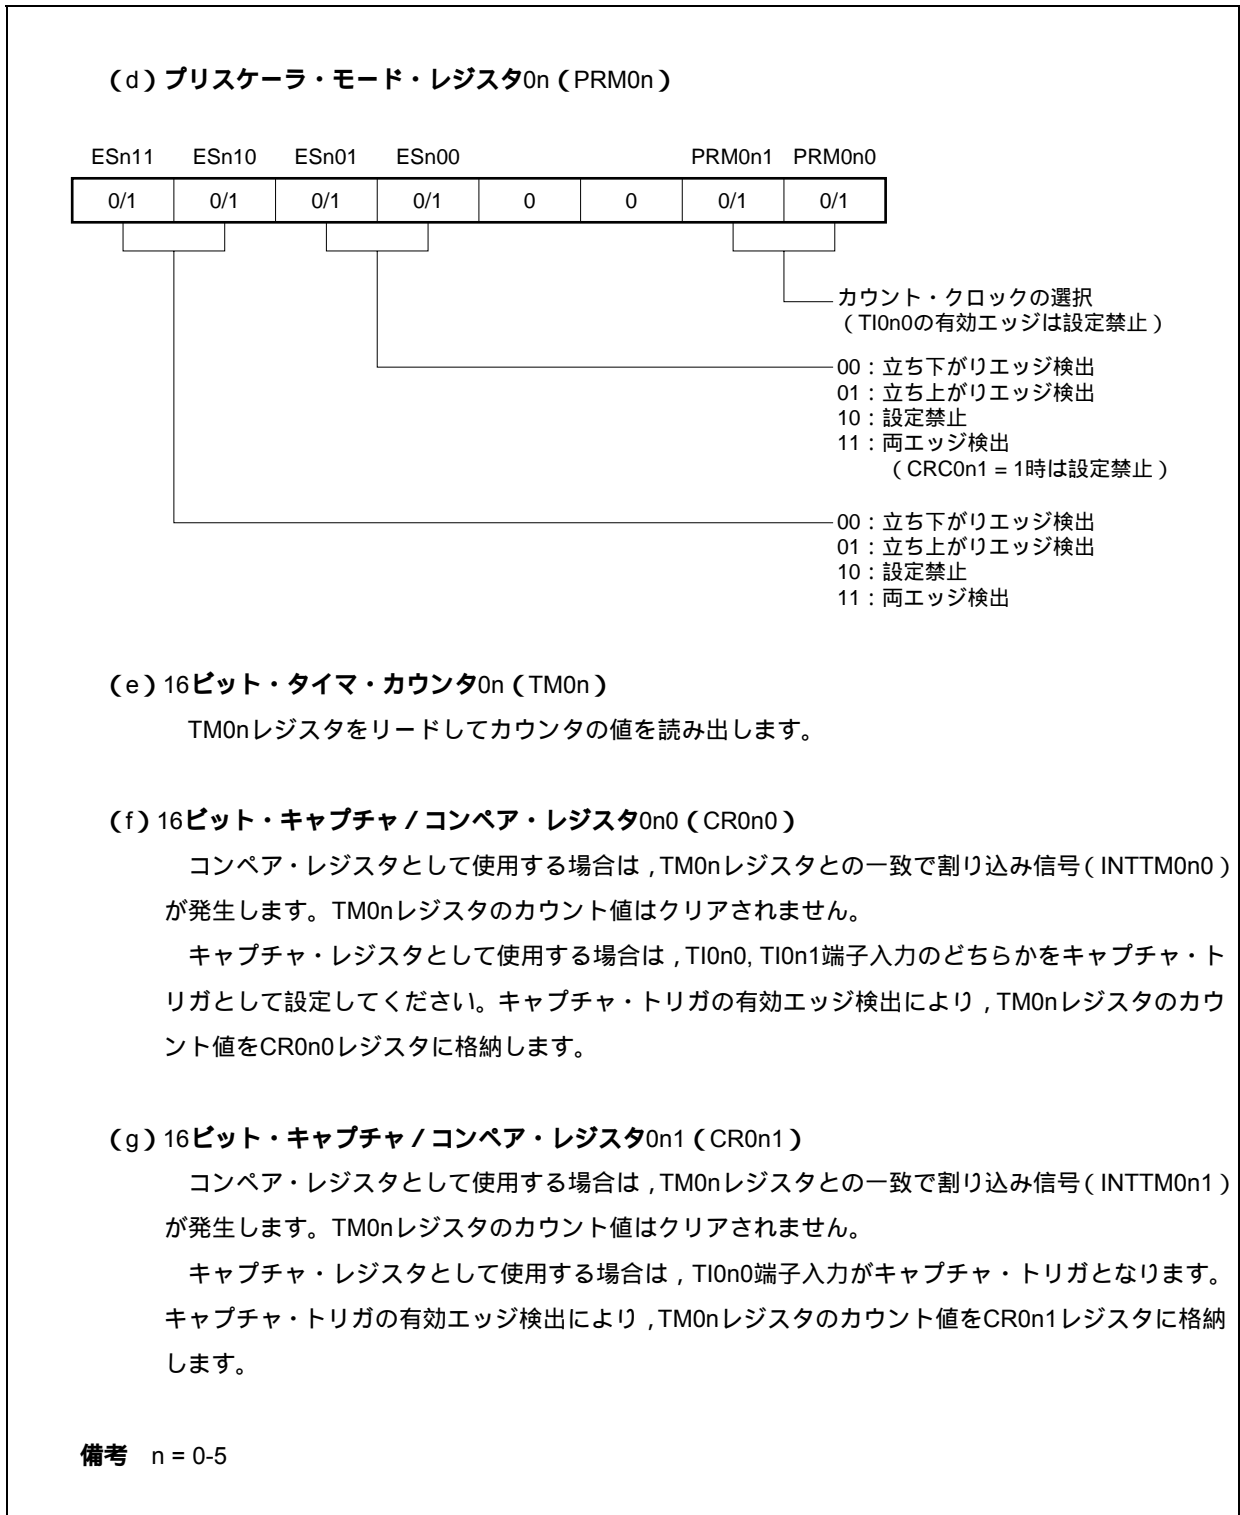 （d）プリスケーラ・モード・レジスタ0n（PRM0n）
ESn11 ESn10 ESn01 ESn00 PRM0n1 PRM0n0
0/1 0/1 0/1 0/1 0 0 0/1 0/1
カウント・クロックの選択
（TI0n0の有効エッジは設定禁止）
00：立ち下がりエッジ検出
01：立ち上がりエッジ検出
10：設定禁止
11：両エッジ検出
（CRC0n1 = 1時は設定禁止）
00：立ち下がりエッジ検出
01：立ち上がりエッジ検出
10：設定禁止
11：両エッジ検出
（e）16ビット・タイマ・カウンタ0n（TM0n）
TM0nレジスタをリードしてカウンタの値を読み出します。
（f）16ビット・キャプチャ／コンペア・レジスタ0n0（CR0n0）
コンペア・レジスタとして使用する場合は，TM0nレジスタとの一致で割り込み信号（INTTM0n0）
が発生します。TM0nレジスタのカウント値はクリアされません。
キャプチャ・レジスタとして使用する場合は，TI0n0, TI0n1端子入力のどちらかをキャプチャ・ト
リガとして設定してください。キャプチャ・トリガの有効エッジ検出により，TM0nレジスタのカウ
ント値をCR0n0レジスタに格納します。
（g）16ビット・キャプチャ／コンペア・レジスタ0n1（CR0n1）
コンペア・レジスタとして使用する場合は，TM0nレジスタとの一致で割り込み信号（INTTM0n1）
が発生します。TM0nレジスタのカウント値はクリアされません。
キャプチャ・レジスタとして使用する場合は，TI0n0端子入力がキャプチャ・トリガとなります。
キャプチャ・トリガの有効エッジ検出により，TM0nレジスタのカウント値をCR0n1レジスタに格納
します。
備考 n = 0-5